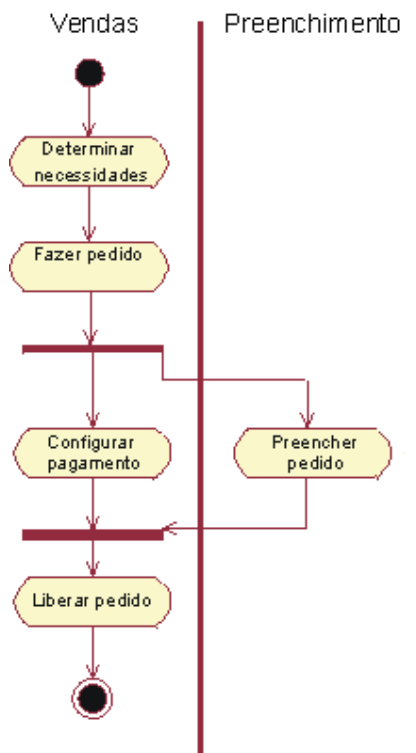 Vendas
Preenchimento
Determinar
necessidades
Fazer pedido
Configurar
pagamento
Preencher
pedido
Liberar pedido